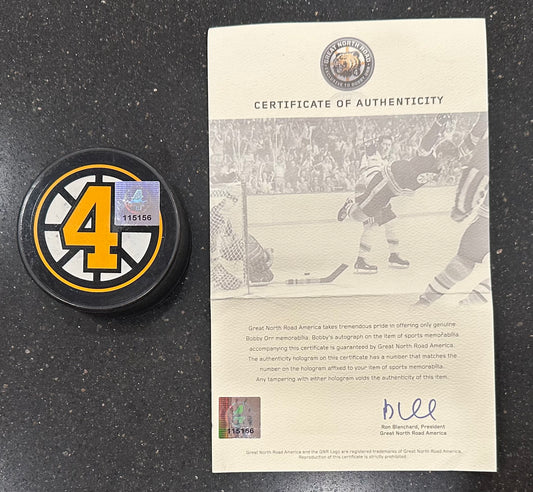 GREAT NORTH ROAD
CERTIFICATE OF AUTHENTICITY
4
115156
Great North Road America takes tremendous pride in offering only genuine
Bobby Orr memorabilia. Bobby's autograph on the item of sports memorabilia
accompanying this certificate is guaranteed by Great North Road America.
The authenticity hologram on this certificate has a number that matches the
number on the hologram affixed to your item of sports memorabilia.
Any tampering with either hologram voids the authenticity of this item.
115156
Ron Blanchard, President
Great North Road America
Great North Road America and the GNR Logo are registered trademarks of Great North Road America.
Reproduction of this certificate is strictly prohibited.